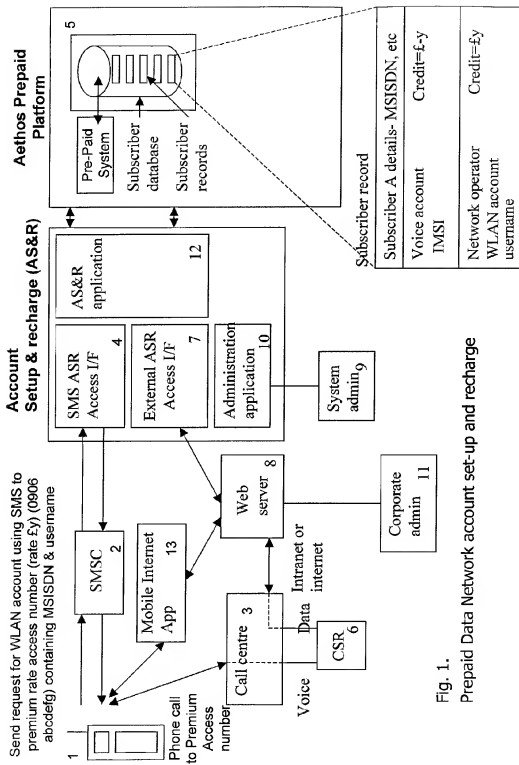 Send request for WLAN account using SMS to
premium rate access number (rate £y) (0906
abcdefg) containing MSISDN & username
1
Phone call
to Premium
Access
number
SMSC
2
Mobile Internet
App
13
Call centre
3
Voice
Data
CSR
6
Intranet or
internet
Web
server
8
Corporate
admin
11
Account
Setup & recharge (AS&R)
SMS ASR
Access I/F
4
External ASR
Access I/F
7
Administration
application
10
AS&R
application
12
System
admin
9
Aethos Prepaid
Platform
5
Pre-Paid
System
Subscriber
database
Subscriber
records
Subscriber record
Subscriber A details- MSISDN, etc
Voice account Credit=£-y
IMSI
Network operator Credit=£y
WLAN account
username
Fig. 1.
Prepaid Data Network account set-up and recharge